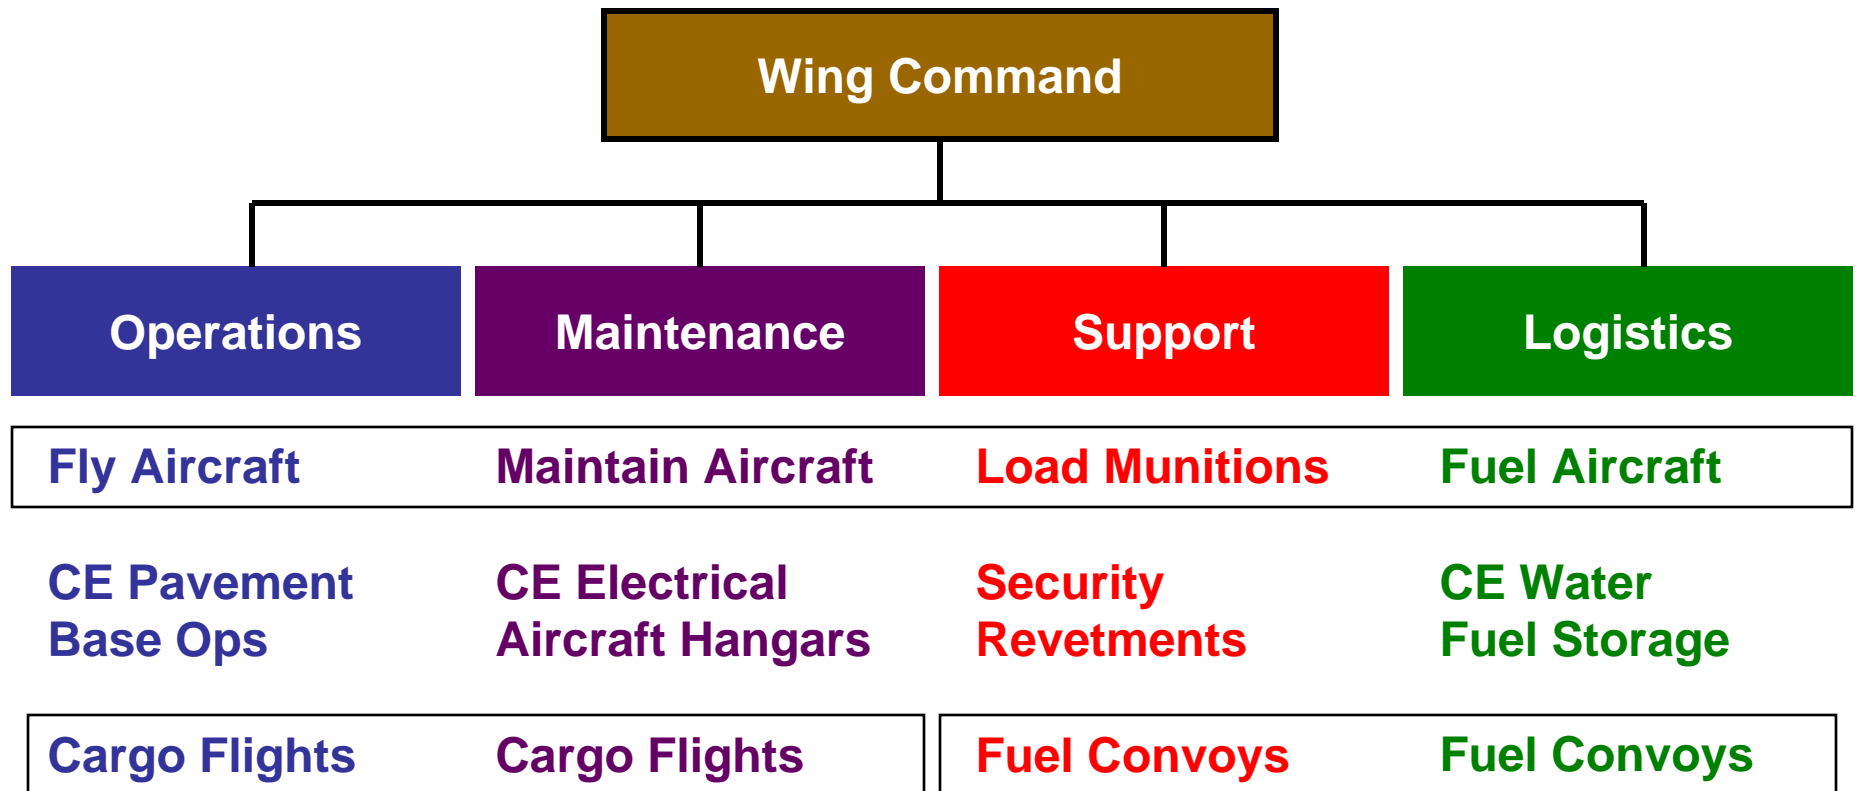 Wing Command
Operations Maintenance Support Logistics
Fly Aircraft Maintain Aircraft Load Munitions Fuel Aircraft
CE Pavement CE Electrical Security CE Water
Base Ops Aircraft Hangars Revetments Fuel Storage
Cargo Flights Cargo Flights Fuel Convoys Fuel Convoys